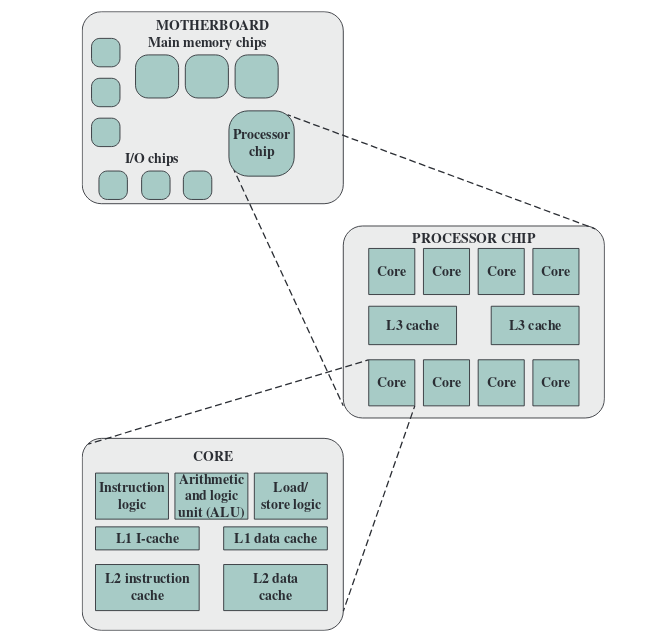 MOTHERBOARD
Main memory chips
Processor
chip
I/O chips
PROCESSOR CHIP
Core Core Core Core
L3 cache L3 cache
Core Core Core Core
CORE
Instruction
logic
Arithmetic
and logic
unit (ALU)
Load/
store logic
L1 I-cache L1 data cache
L2 instruction
cache
L2 data
cache